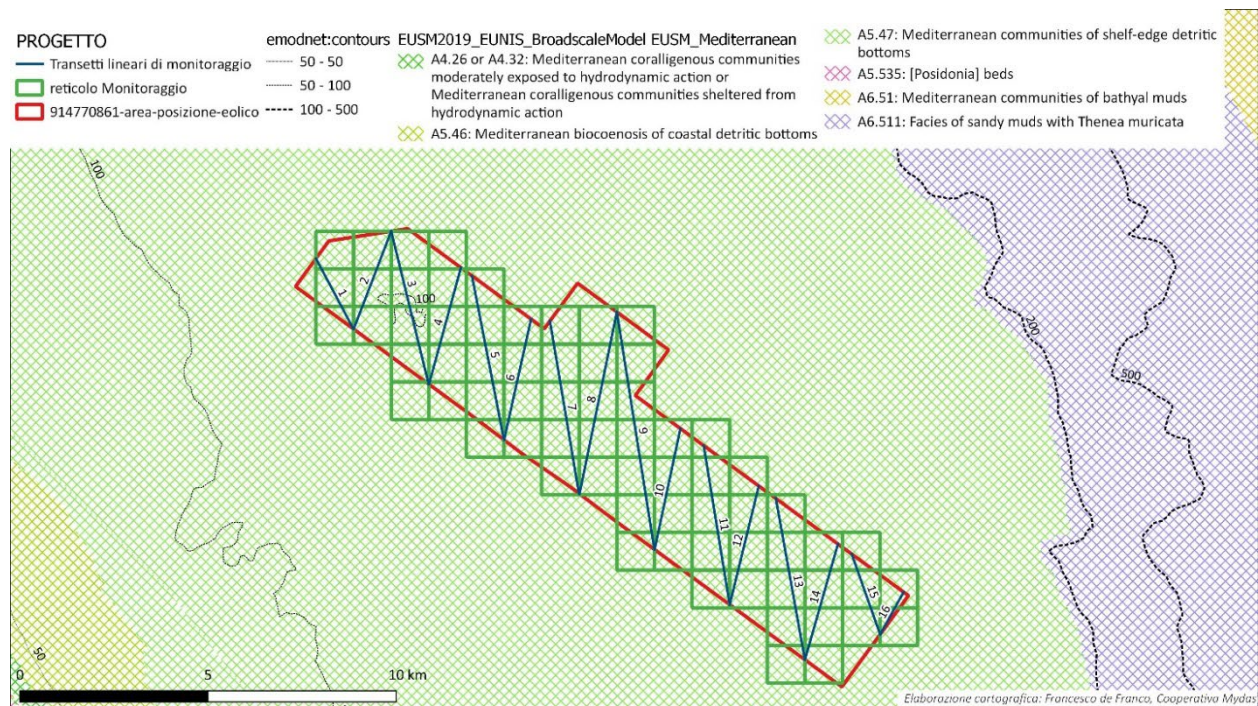 PROGETTO
Transetti lineari di monitoraggio
reticolo Monitoraggio
914770861-area-posizione-eolico
emodnet:contours
50 - 50
50 - 100
100 - 500
EUSM2019_EUNIS_BroadscaleModel EUSM_Mediterranean
A4.26 or A4.32: Mediterranean coralligenous communities
moderately exposed to hydrodynamic action or
Mediterranean coralligenous communities sheltered from
hydrodynamic action
A5.46: Mediterranean biocoenosis of coastal detritic bottoms
A5.47: Mediterranean communities of shelf-edge detritic
bottoms
A5.535: [Posidonia] beds
A6.51: Mediterranean communities of bathyal muds
A6.511: Facies of sandy muds with Thenea muricata
100
100
200
500
50
1
2
3
4
5
6
7
8
9
10
11
12
13
14
15
16
0
5
10 km
Elaborazione cartografica: Francesco de Franco, Cooperativa Mydas